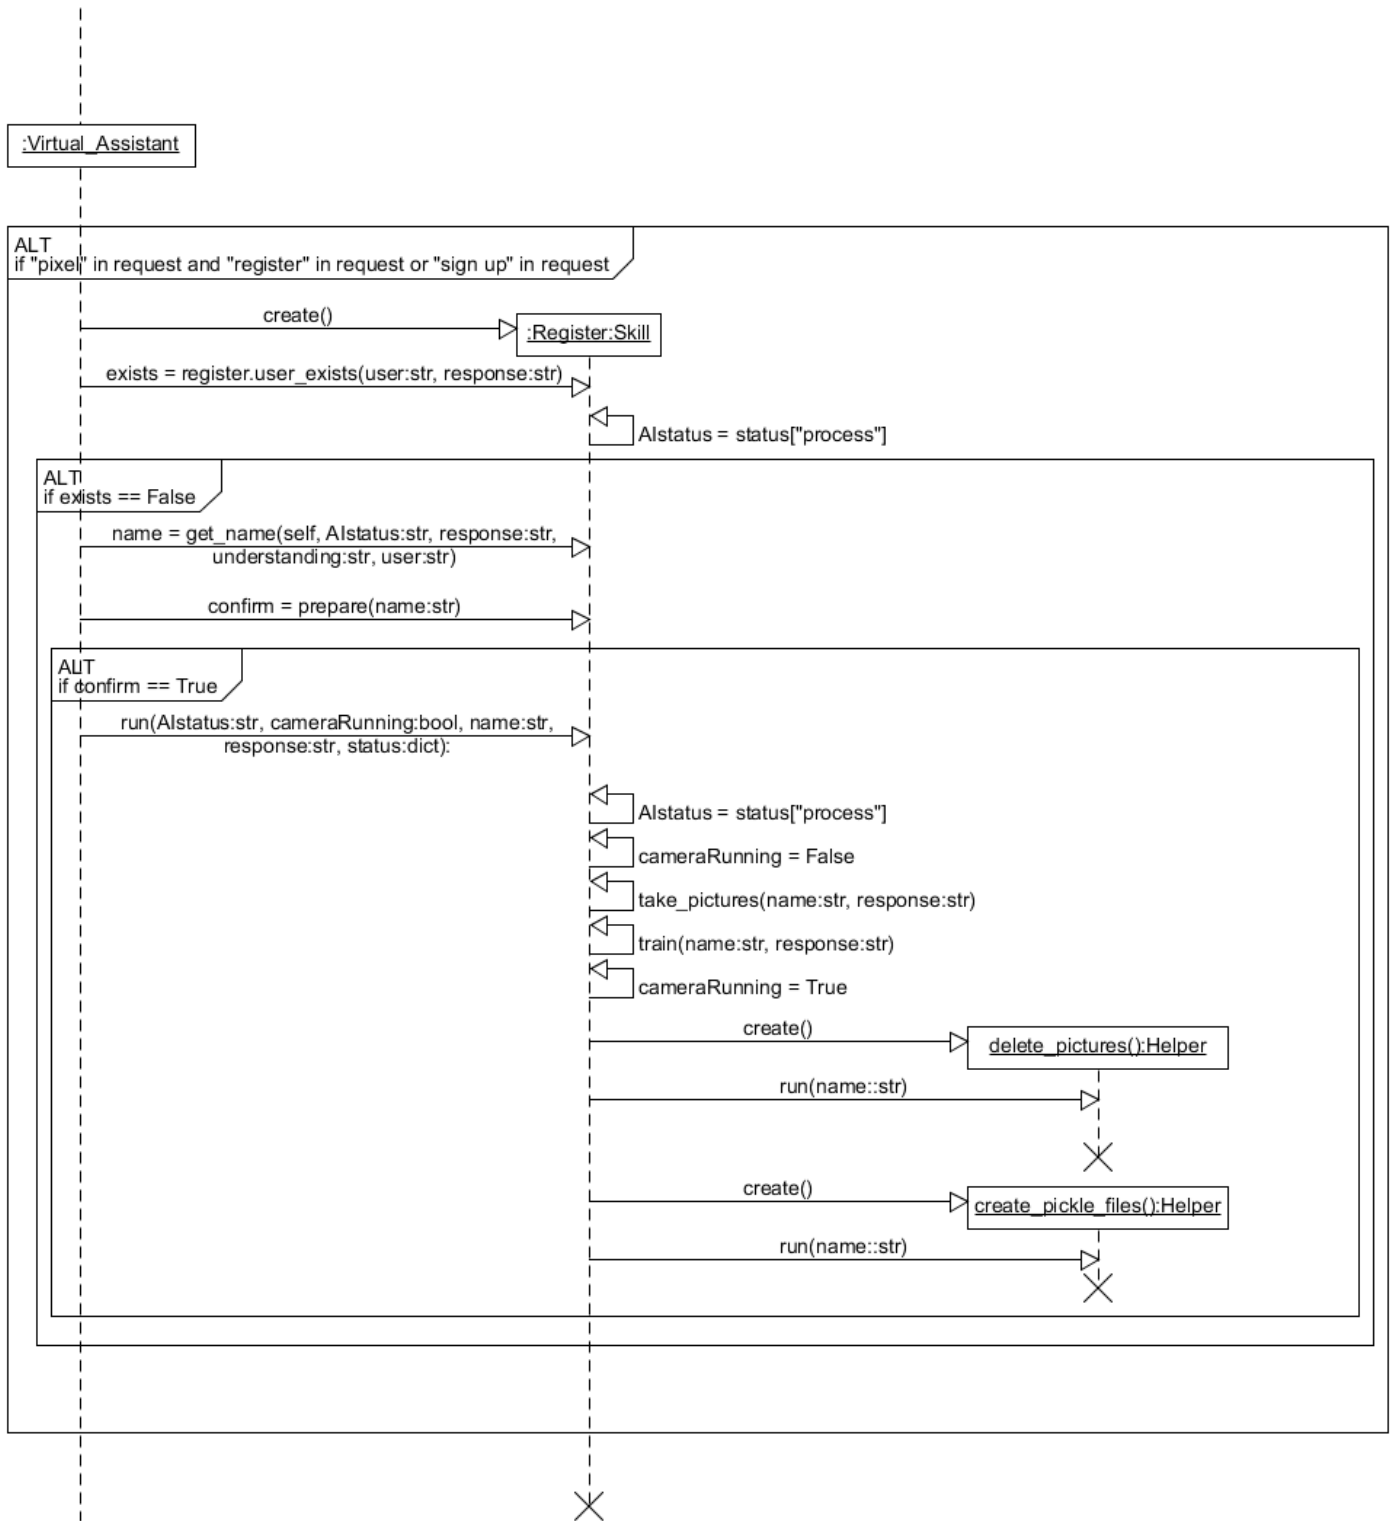 :Virtual_Assistant
ALT
if "pixel" in request and "register" in request or "sign up" in request
create()
:Register:Skill
exists = register.user_exists(user:str, response:str)
AIstatus = status["process"]
ALT
if exists == False
name = get_name(self, AIstatus:str, response:str,
understanding:str, user:str)
confirm = prepare(name:str)
ALT
if confirm == True
run(AIstatus:str, cameraRunning:bool, name:str,
response:str, status:dict):
AIstatus = status["process"]
cameraRunning = False
take_pictures(name:str, response:str)
train(name:str, response:str)
cameraRunning = True
create()
delete_pictures():Helper
run(name::str)
create()
create_pickle_files():Helper
run(name::str)